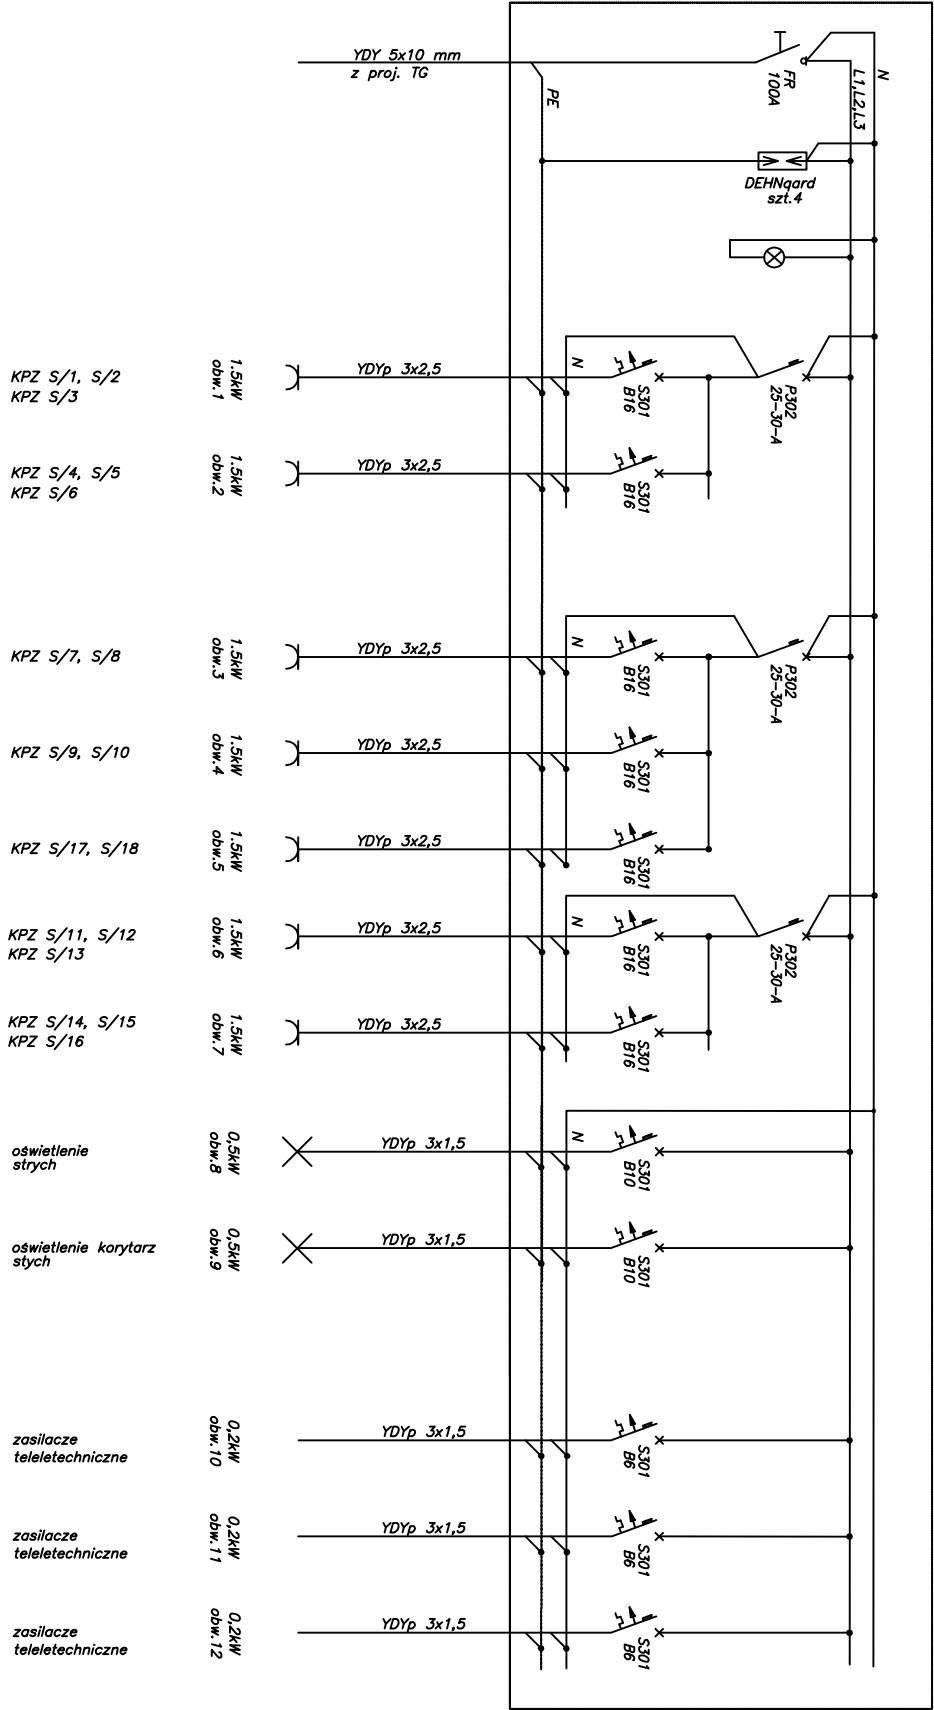 YDY 5x10 mm
z proj. TG
PE
FR
100A
N
L1,L2,L3
DEHNqard
szt.4
KPZ S/1, S/2
KPZ S/3
1.5kW
obw.1
YDYp 3x2,5
N
S301
B16
P302
25-30-A
KPZ S/4, S/5
KPZ S/6
1.5kW
obw.2
YDYp 3x2,5
S301
B16
KPZ S/7, S/8
1.5kW
obw.3
YDYp 3x2,5
N
S301
B16
P302
25-30-A
KPZ S/9, S/10
1.5kW
obw.4
YDYp 3x2,5
S301
B16
KPZ S/17, S/18
1.5kW
obw.5
YDYp 3x2,5
S301
B16
KPZ S/11, S/12
KPZ S/13
1.5kW
obw.6
YDYp 3x2,5
N
S301
B16
P302
25-30-A
KPZ S/14, S/15
KPZ S/16
1.5kW
obw.7
YDYp 3x2,5
S301
B16
oświetlenie
strych
0,5kW
obw.8
YDYp 3x1,5
N
S301
B10
oświetlenie korytarz
stych
0,5kW
obw.9
YDYp 3x1,5
S301
B10
zasilacze
teleletechniczne
0,2kW
obw.10
YDYp 3x1,5
S301
B6
zasilacze
teleletechniczne
0,2kW
obw.11
YDYp 3x1,5
S301
B6
zasilacze
teleletechniczne
0,2kW
obw.12
YDYp 3x1,5
S301
B6